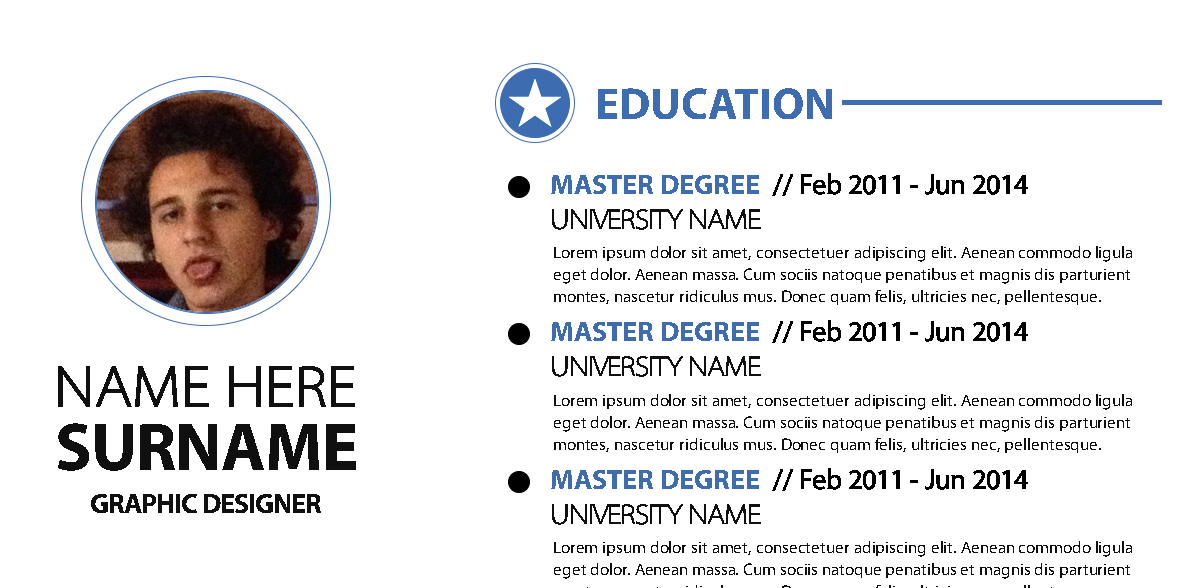 NAME HERE
SURNAME
GRAPHIC DESIGNER
EDUCATION
MASTER DEGREE // Feb 2011 - Jun 2014
UNIVERSITY NAME
Lorem ipsum dolor sit amet, consectetuer adipiscing elit. Aenean commodo ligula
eget dolor. Aenean massa. Cum sociis natoque penatibus et magnis dis parturient
montes, nascetur ridiculus mus. Donec quam felis, ultricies nec, pellentesque.
MASTER DEGREE // Feb 2011 - Jun 2014
UNIVERSITY NAME
Lorem ipsum dolor sit amet, consectetuer adipiscing elit. Aenean commodo ligula
eget dolor. Aenean massa. Cum sociis natoque penatibus et magnis dis parturient
montes, nascetur ridiculus mus. Donec quam felis, ultricies nec, pellentesque.
MASTER DEGREE // Feb 2011 - Jun 2014
UNIVERSITY NAME
Lorem ipsum dolor sit amet, consectetuer adipiscing elit. Aenean commodo ligula
eget dolor. Aenean massa. Cum sociis natoque penatibus et magnis dis parturient